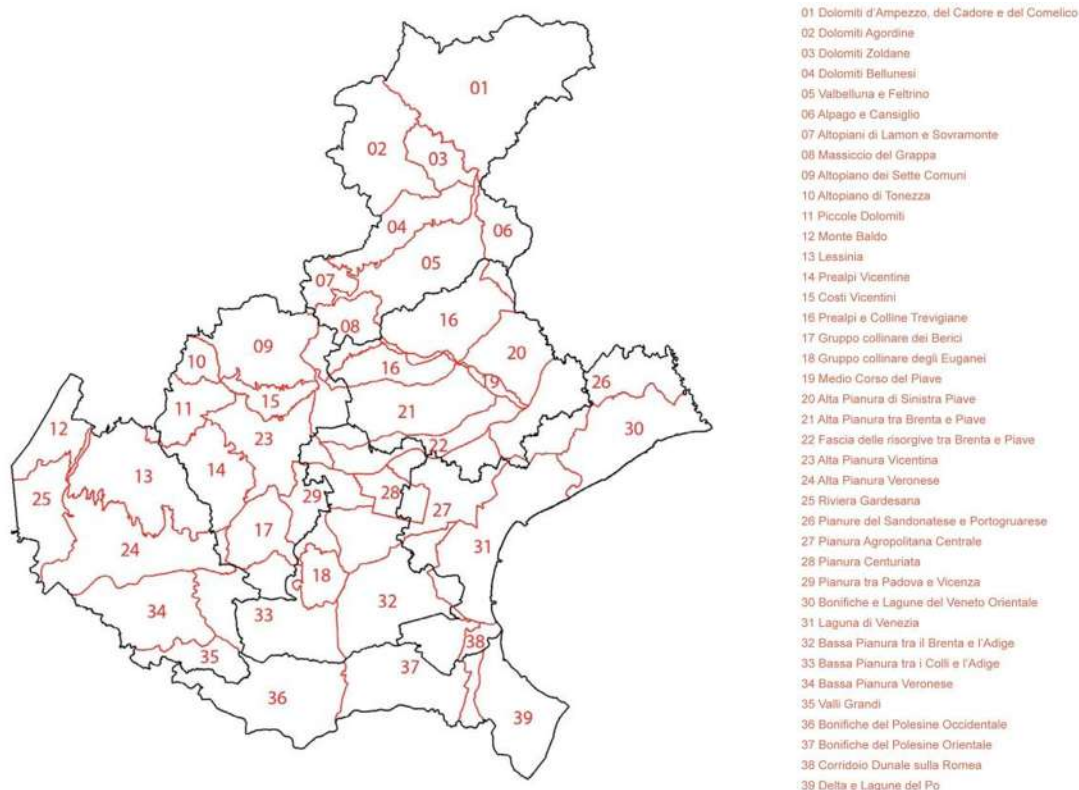 01
02
03
04
06
05
07
16
08
09
20
10
16
19
26
15
11
21
30
12
23
22
13
14
28
25
29
27
17
24
31
18
32
34
33
38
35
37
36
39
01 Dolomiti d'Ampezzo, del Cadore e del Comelico
02 Dolomiti Agordine
03 Dolomiti Zoldane
04 Dolomiti Bellunesi
05 Valbelluna e Feltrino
06 Alpago e Cansiglio
07 Altopiani di Lamon e Sovramonte
08 Massiccio del Grappa
09 Altopiano dei Sette Comuni
10 Altopiano di Tonezza
11 Piccole Dolomiti
12 Monte Baldo
13 Lessinia
14 Prealpi Vicentine
15 Costi Vicentini
16 Prealpi e Colline Trevigiane
17 Gruppo collinare dei Berici
18 Gruppo collinare degli Euganei
19 Medio Corso del Piave
20 Alta Pianura di Sinistra Piave
21 Alta Pianura tra Brenta e Piave
22 Fascia delle risorgive tra Brenta e Piave
23 Alta Pianura Vicentina
24 Alta Pianura Veronese
25 Riviera Gardesana
26 Pianure del Sandonatese e Portogruarese
27 Pianura Agropolitana Centrale
28 Pianura Centuriata
29 Pianura tra Padova e Vicenza
30 Bonifiche e Lagune del Veneto Orientale
31 Laguna di Venezia
32 Bassa Pianura tra il Brenta e l'Adige
33 Bassa Pianura tra i Colli e l'Adige
34 Bassa Pianura Veronese
35 Valli Grandi
36 Bonifiche del Polesine Occidentale
37 Bonifiche del Polesine Orientale
38 Corridoio Dunale sulla Romea
39 Delta e Lagune del Po